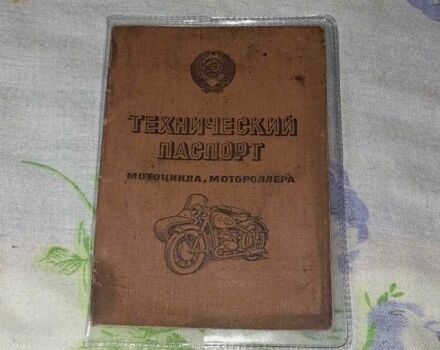 ТЕХНИЧЕСКИЙ
ПАСПОРТ
МОТОЦИКЛА, МОТОРОЛЛЕРА